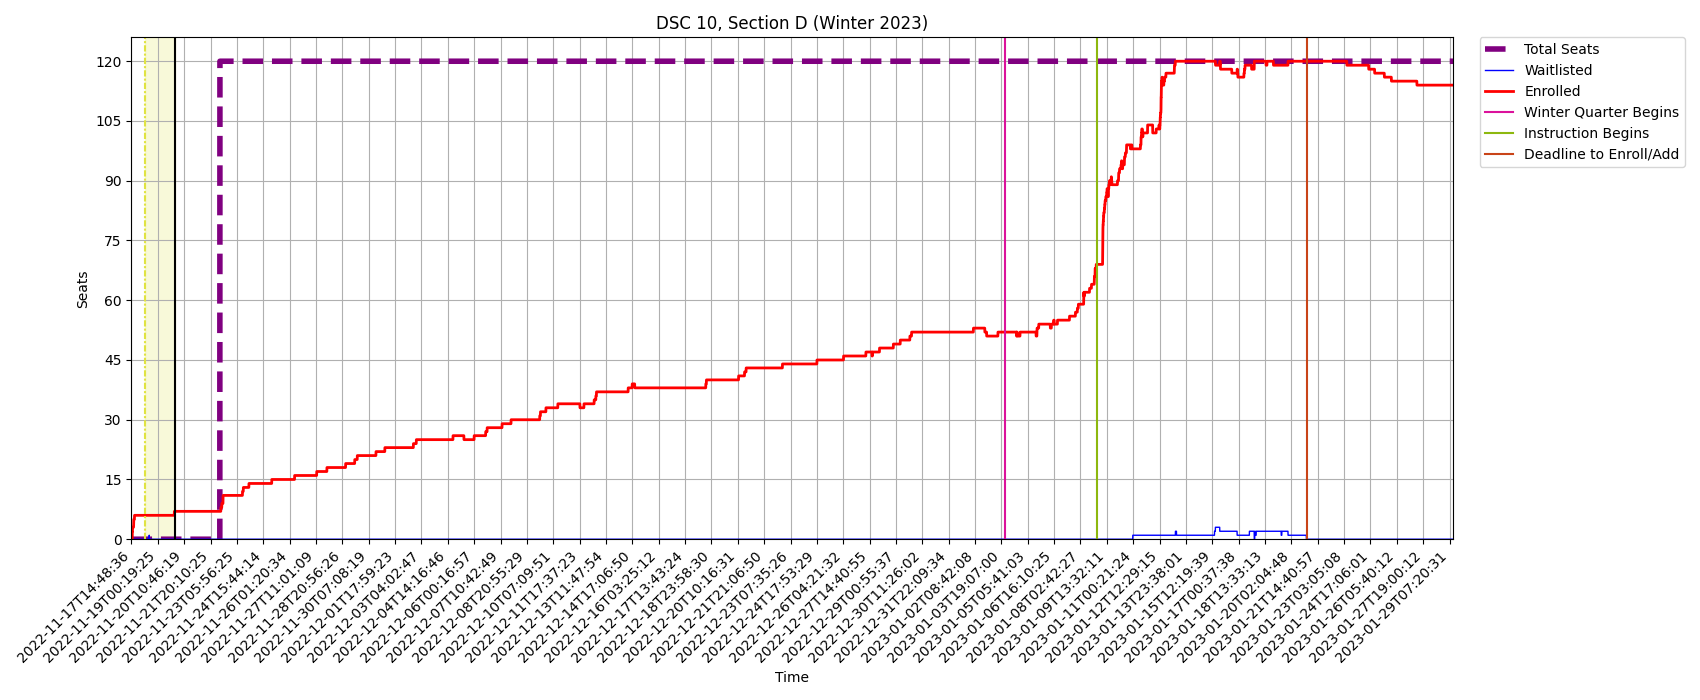 DSC 10, Section D (Winter 2023)
Total Seats
Waitlisted
Enrolled
Winter Quarter Begins
Instruction Begins
Deadline to Enroll/Add
Seats
120
105
90
75
60
45
30
15
0
2022-11-17T14:48:36
2022-11-19T00:19:25
2022-11-20T10:46:19
2022-11-21T20:10:25
2022-11-23T05:56:25
2022-11-24T15:44:14
2022-11-26T01:20:34
2022-11-27T11:01:09
2022-11-28T20:56:26
2022-11-30T07:08:19
2022-12-01T17:59:23
2022-12-03T04:02:47
2022-12-04T14:16:46
2022-12-06T00:16:57
2022-12-07T10:42:49
2022-12-08T20:55:29
2022-12-10T07:09:51
2022-12-11T17:37:23
2022-12-13T11:47:54
2022-12-14T17:06:50
2022-12-16T03:25:12
2022-12-17T13:43:24
2022-12-18T23:58:30
2022-12-20T10:16:31
2022-12-21T21:06:50
2022-12-23T07:35:26
2022-12-24T17:53:29
2022-12-26T04:21:32
2022-12-27T14:40:55
2022-12-29T00:55:37
2022-12-30T11:26:02
2022-12-31T22:09:34
2023-01-02T08:42:08
2023-01-03T19:07:00
2023-01-05T05:41:03
2023-01-06T16:10:25
2023-01-08T02:42:27
2023-01-09T13:32:11
2023-01-11T00:21:24
2023-01-12T12:29:15
2023-01-13T23:38:01
2023-01-15T12:19:39
2023-01-17T00:37:38
2023-01-18T13:33:13
2023-01-20T02:04:48
2023-01-21T14:40:57
2023-01-23T03:05:08
2023-01-24T17:06:01
2023-01-26T05:40:12
2023-01-27T19:00:12
2023-01-29T07:20:31
Time